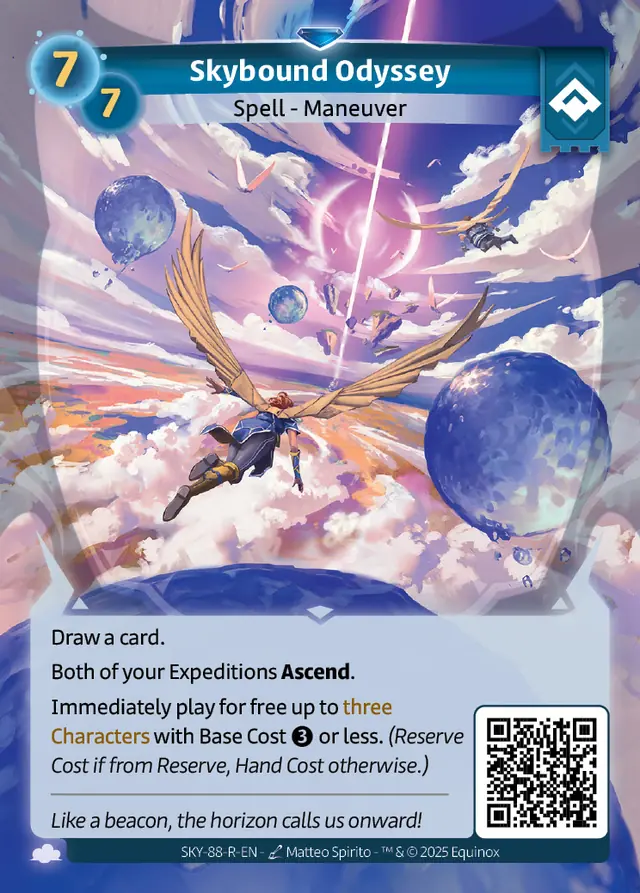 7
7
Skybound Odyssey
Spell - Maneuver
Draw a card.
Both of your Expeditions Ascend.
Immediately play for free up to three
Characters with Base Cost 3 or less. (Reserve
Cost if from Reserve, Hand Cost otherwise.)
Like a beacon, the horizon calls us onward!
SKY-88-R-EN - Matteo Spirito - ™ & © 2025 Equinox